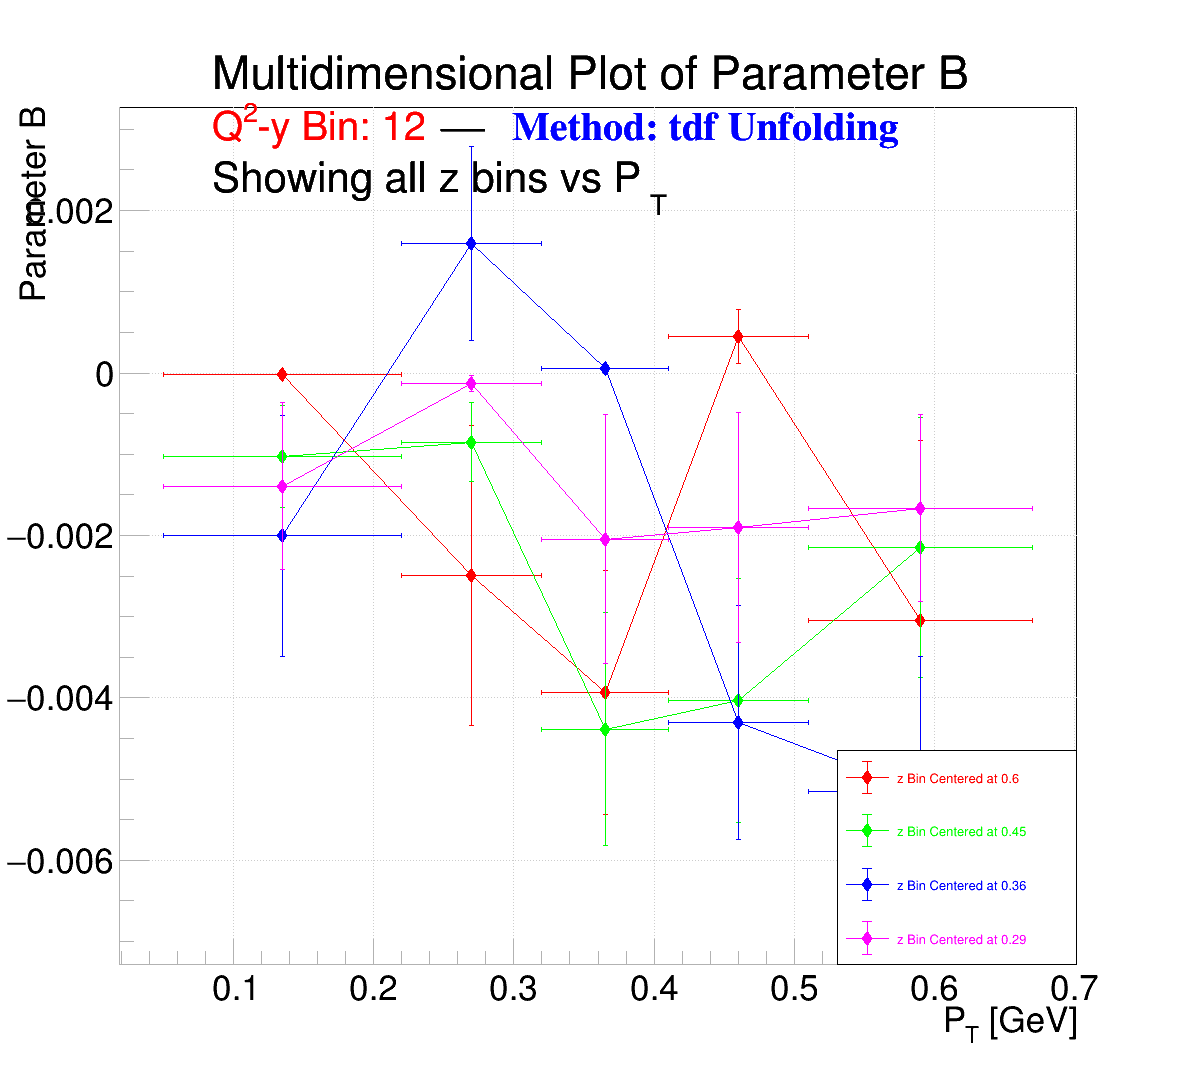 Multidimensional Plot of Parameter B
Q²-y Bin: 12 — Method: tdf Unfolding
Showing all z bins vs P_T
Parameter B
0.002
0
−0.002
−0.004
−0.006
z Bin Centered at 0.6
z Bin Centered at 0.45
z Bin Centered at 0.36
z Bin Centered at 0.29
0.1 0.2 0.3 0.4 0.5 0.6 0.7
P_T [GeV]